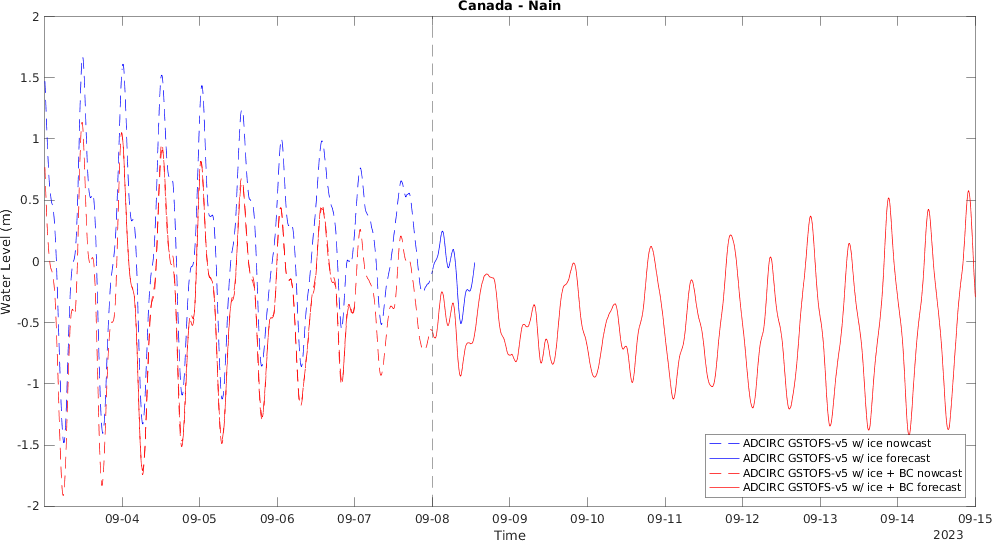 Canada - Nain
Water Level (m)
2
1.5
1
0.5
0
-0.5
-1
-1.5
-2
ADCIRC GSTOFS-v5 w/ ice nowcast
ADCIRC GSTOFS-v5 w/ ice forecast
ADCIRC GSTOFS-v5 w/ ice + BC nowcast
ADCIRC GSTOFS-v5 w/ ice + BC forecast
09-04 09-05 09-06 09-07 09-08 09-09 09-10 09-11 09-12 09-13 09-14 09-15
Time
2023